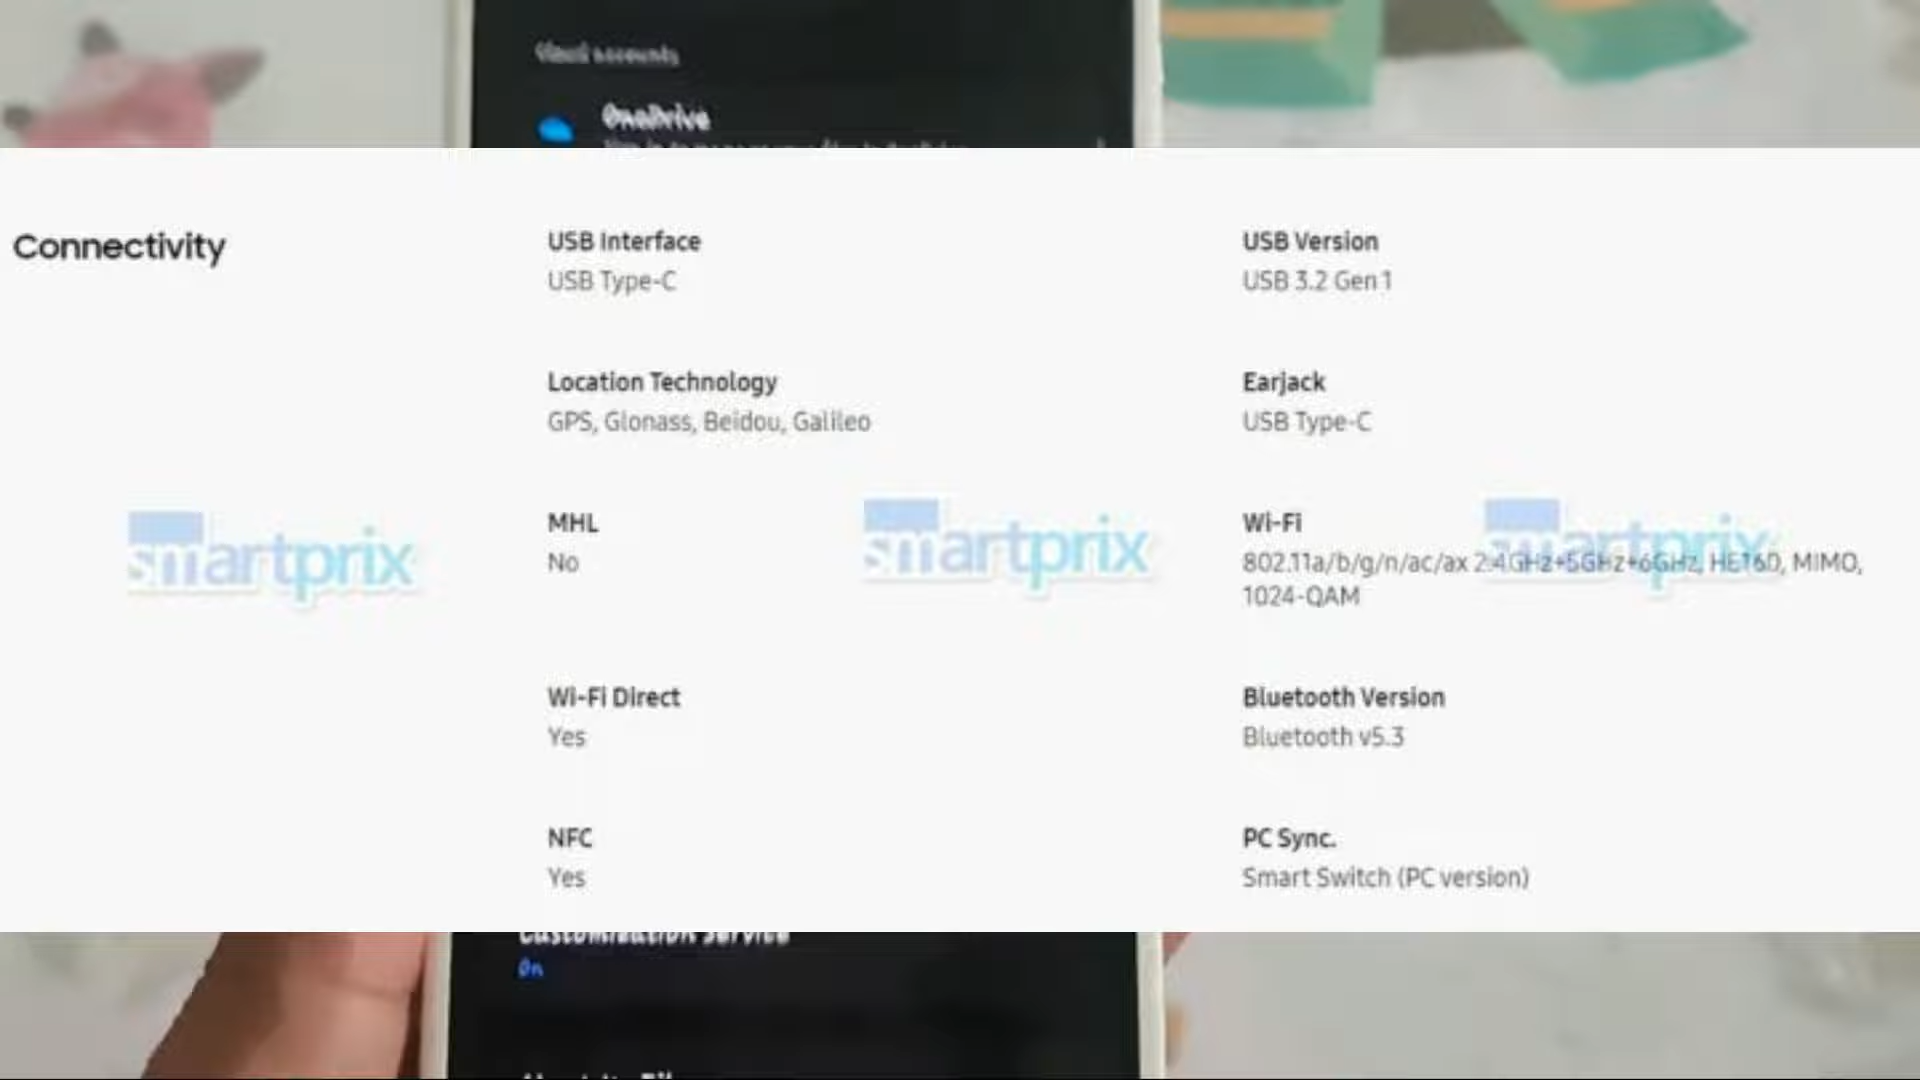 OneDrive
Connectivity
USB Interface
USB Type-C
USB Version
USB 3.2 Gen 1
Location Technology
GPS, Glonass, Beidou, Galileo
Earjack
USB Type-C
MHL
No
Wi-Fi
802.11a/b/g/n/ac/ax 2.4GHz+5GHz+6GHz, HE160, MIMO,
1024-QAM
smartprix
smartprix
smartprix
Wi-Fi Direct
Yes
Bluetooth Version
Bluetooth v5.3
NFC
Yes
PC Sync.
Smart Switch (PC version)
Customization Service
On